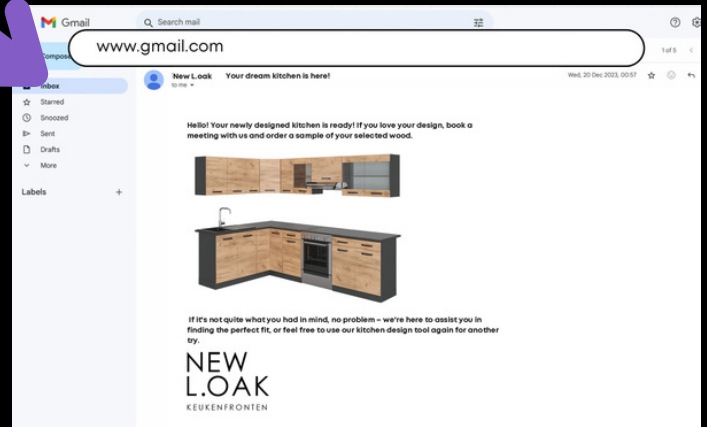 Gmail
Search mail
www.gmail.com
Compose
1 of 5
Inbox
New L.oak Your dream kitchen is here!
Wed, 20 Dec 2023, 00:57
to me
Starred
Snoozed
Sent
Drafts
More
Labels
Hello! Your newly designed kitchen is ready! If you love your design, book a
meeting with us and order a sample of your selected wood.
If it's not quite what you had in mind, no problem – we're here to assist you in
finding the perfect fit, or feel free to use our kitchen design tool again for another
try.
NEW
L.OAK
KEUKENFRONTEN